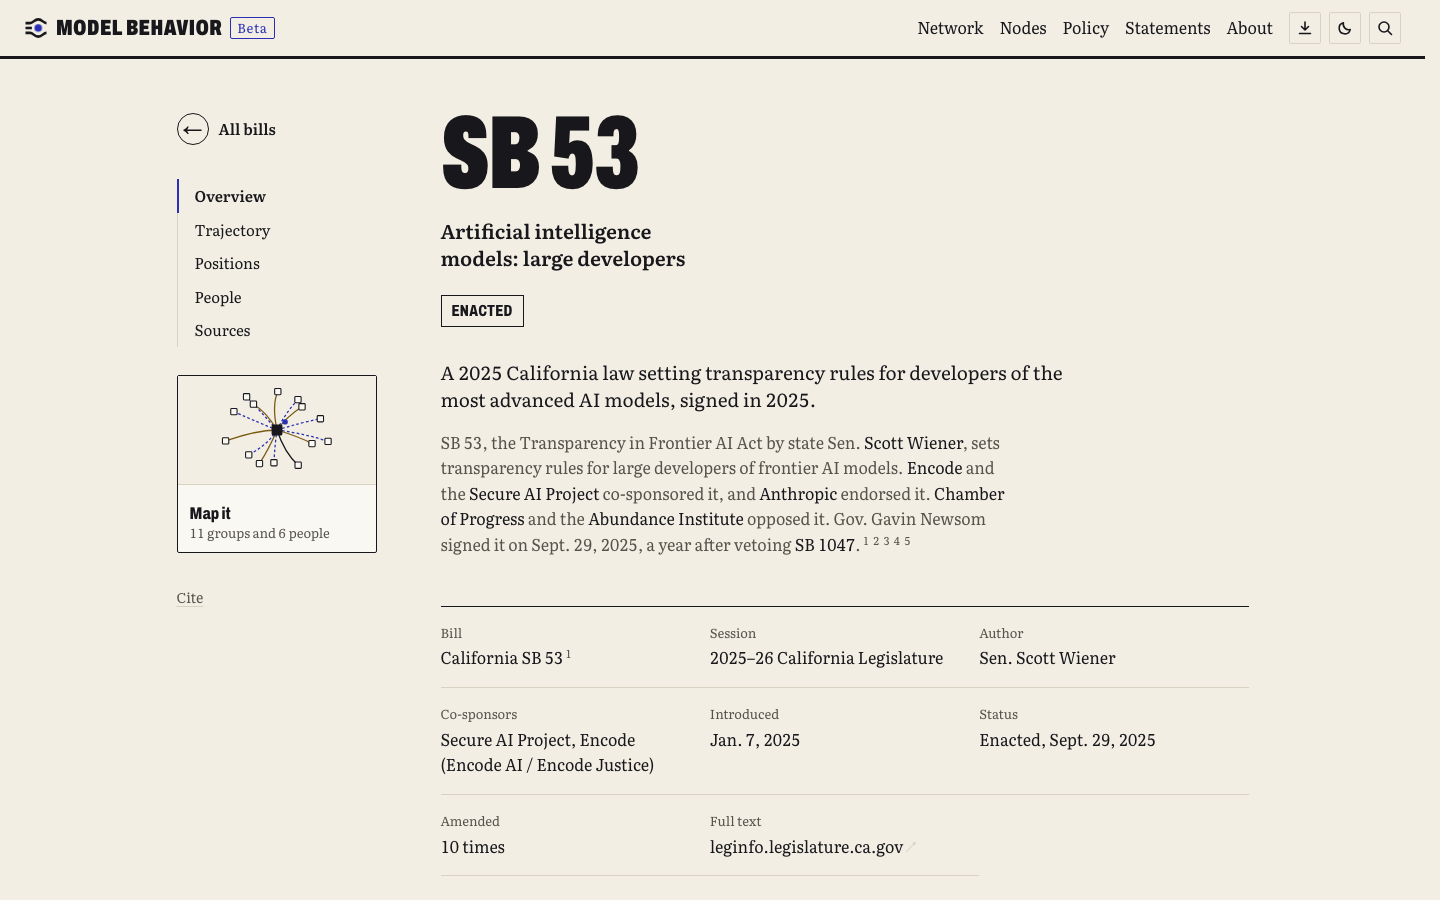 MODEL BEHAVIOR Beta
Network Nodes Policy Statements About
All bills
Overview
Trajectory
Positions
People
Sources
Map it
11 groups and 6 people
Cite
SB 53
Artificial intelligence
models: large developers
ENACTED
A 2025 California law setting transparency rules for developers of the
most advanced AI models, signed in 2025.
SB 53, the Transparency in Frontier AI Act by state Sen. Scott Wiener, sets
transparency rules for large developers of frontier AI models. Encode and
the Secure AI Project co-sponsored it, and Anthropic endorsed it. Chamber
of Progress and the Abundance Institute opposed it. Gov. Gavin Newsom
signed it on Sept. 29, 2025, a year after vetoing SB 1047. 1 2 3 4 5
Bill
California SB 53 1
Session
2025–26 California Legislature
Author
Sen. Scott Wiener
Co-sponsors
Secure AI Project, Encode
(Encode AI / Encode Justice)
Introduced
Jan. 7, 2025
Status
Enacted, Sept. 29, 2025
Amended
10 times
Full text
leginfo.legislature.ca.gov